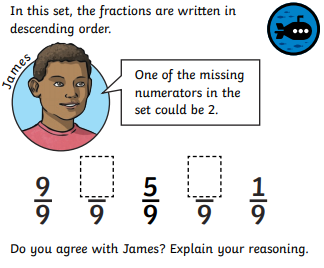 In this set, the fractions are written in
descending order.
James
One of the missing
numerators in the
set could be 2.
9 5 1
9 9 9 9 9
Do you agree with James? Explain your reasoning.